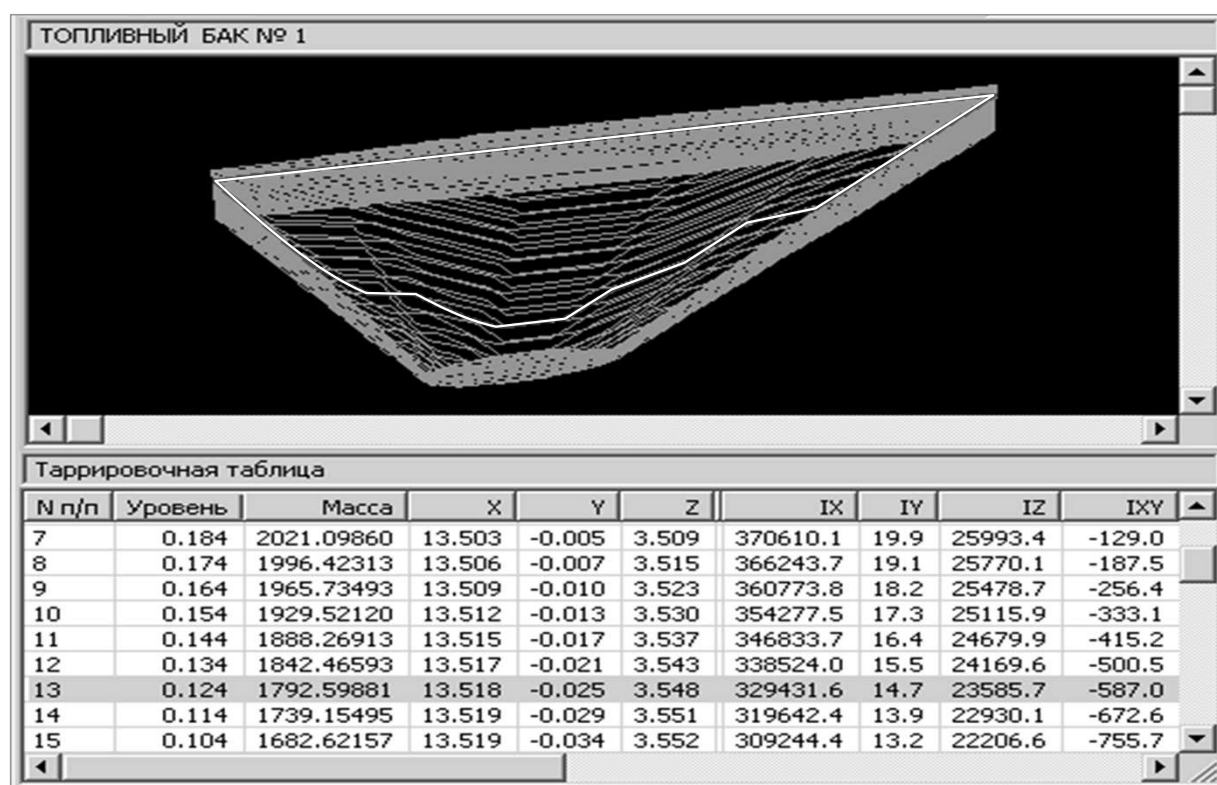 ТОПЛИВНЫЙ БАК № 1
Таррировочная таблица
N п/п Уровень Масса X Y Z IX IY IZ IXY
7 0.184 2021.09860 13.503 -0.005 3.509 370610.1 19.9 25993.4 -129.0
8 0.174 1996.42313 13.506 -0.007 3.515 366243.7 19.1 25770.1 -187.5
9 0.164 1965.73493 13.509 -0.010 3.523 360773.8 18.2 25478.7 -256.4
10 0.154 1929.52120 13.512 -0.013 3.530 354277.5 17.3 25115.9 -333.1
11 0.144 1888.26913 13.515 -0.017 3.537 346833.7 16.4 24679.9 -415.2
12 0.134 1842.46593 13.517 -0.021 3.543 338524.0 15.5 24169.6 -500.5
13 0.124 1792.59881 13.518 -0.025 3.548 329431.6 14.7 23585.7 -587.0
14 0.114 1739.15495 13.519 -0.029 3.551 319642.4 13.9 22930.1 -672.6
15 0.104 1682.62157 13.519 -0.034 3.552 309244.4 13.2 22206.6 -755.7